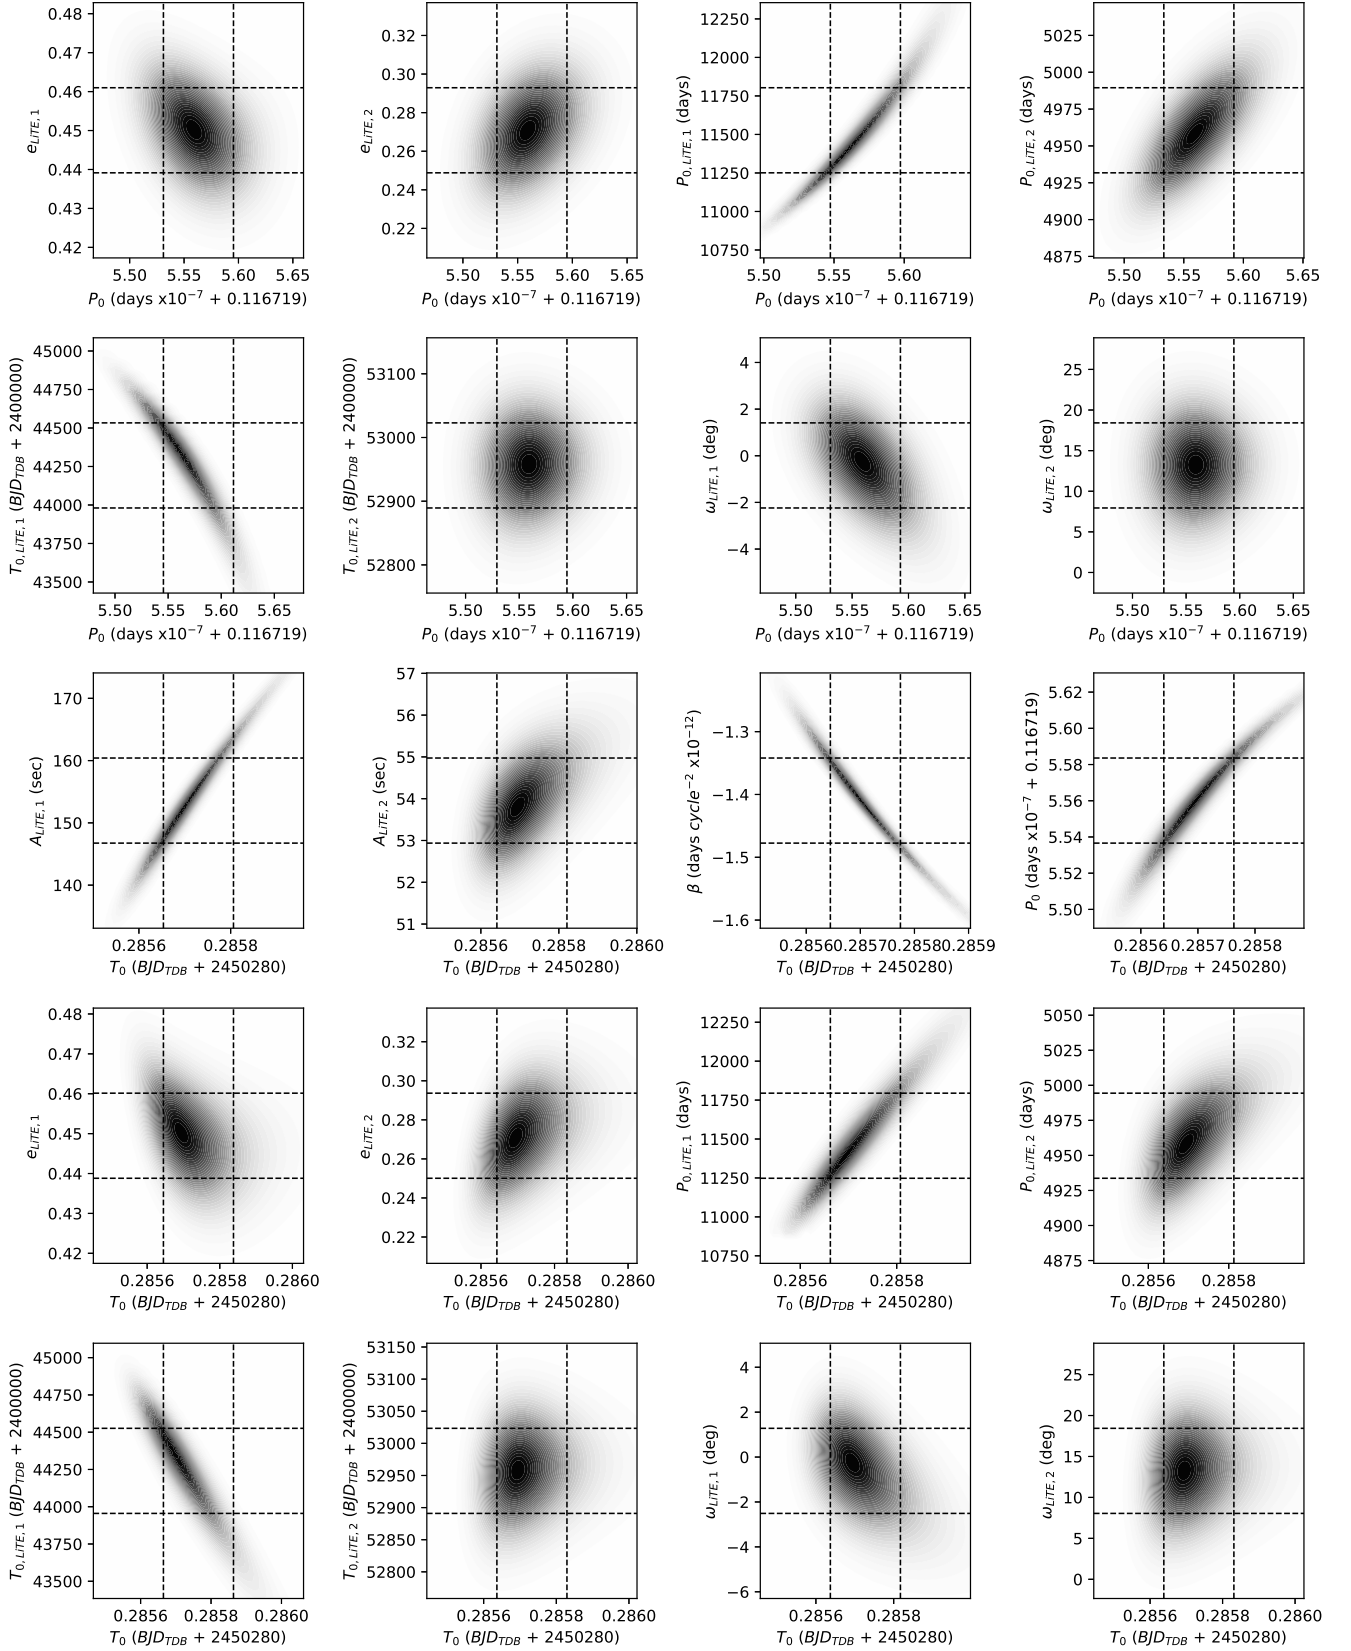 0.48
0.47
0.46
0.45
0.44
0.43
0.42
e_{LiTE, 1}
5.50 5.55 5.60 5.65
P_0 (days x10^{−7} + 0.116719)
0.32
0.30
0.28
0.26
0.24
0.22
e_{LiTE, 2}
5.50 5.55 5.60 5.65
P_0 (days x10^{−7} + 0.116719)
12250
12000
11750
11500
11250
11000
10750
P_{0, LiTE, 1} (days)
5.50 5.55 5.60
P_0 (days x10^{−7} + 0.116719)
5025
5000
4975
4950
4925
4900
4875
P_{0, LiTE, 2} (days)
5.50 5.55 5.60 5.65
P_0 (days x10^{−7} + 0.116719)
45000
44750
44500
44250
44000
43750
43500
T_{0, LiTE, 1} (BJD_{TDB} + 2400000)
5.50 5.55 5.60 5.65
P_0 (days x10^{−7} + 0.116719)
53100
53000
52900
52800
T_{0, LiTE, 2} (BJD_{TDB} + 2400000)
5.50 5.55 5.60 5.65
P_0 (days x10^{−7} + 0.116719)
4
2
0
−2
−4
ω_{LiTE, 1} (deg)
5.50 5.55 5.60 5.65
P_0 (days x10^{−7} + 0.116719)
25
20
15
10
5
0
ω_{LiTE, 2} (deg)
5.50 5.55 5.60 5.65
P_0 (days x10^{−7} + 0.116719)
170
160
150
140
A_{LiTE, 1} (sec)
0.2856 0.2858
T_0 (BJD_{TDB} + 2450280)
57
56
55
54
53
52
51
A_{LiTE, 2} (sec)
0.2856 0.2858 0.2860
T_0 (BJD_{TDB} + 2450280)
−1.3
−1.4
−1.5
−1.6
β (days cycle^{−2} x10^{−12})
0.28560 0.28570 0.28580 0.2859
T_0 (BJD_{TDB} + 2450280)
5.62
5.60
5.58
5.56
5.54
5.52
5.50
P_0 (days x10^{−7} + 0.116719)
0.2856 0.2857 0.2858
T_0 (BJD_{TDB} + 2450280)
0.48
0.47
0.46
0.45
0.44
0.43
0.42
e_{LiTE, 1}
0.2856 0.2858 0.2860
T_0 (BJD_{TDB} + 2450280)
0.32
0.30
0.28
0.26
0.24
0.22
e_{LiTE, 2}
0.2856 0.2858 0.2860
T_0 (BJD_{TDB} + 2450280)
12250
12000
11750
11500
11250
11000
10750
P_{0, LiTE, 1} (days)
0.2856 0.2858
T_0 (BJD_{TDB} + 2450280)
5050
5025
5000
4975
4950
4925
4900
4875
P_{0, LiTE, 2} (days)
0.2856 0.2858
T_0 (BJD_{TDB} + 2450280)
45000
44750
44500
44250
44000
43750
43500
T_{0, LiTE, 1} (BJD_{TDB} + 2400000)
0.2856 0.2858 0.2860
T_0 (BJD_{TDB} + 2450280)
53150
53100
53050
53000
52950
52900
52850
52800
T_{0, LiTE, 2} (BJD_{TDB} + 2400000)
0.2856 0.2858 0.2860
T_0 (BJD_{TDB} + 2450280)
4
2
0
−2
−4
−6
ω_{LiTE, 1} (deg)
0.2856 0.2858
T_0 (BJD_{TDB} + 2450280)
25
20
15
10
5
0
ω_{LiTE, 2} (deg)
0.2856 0.2858 0.2860
T_0 (BJD_{TDB} + 2450280)